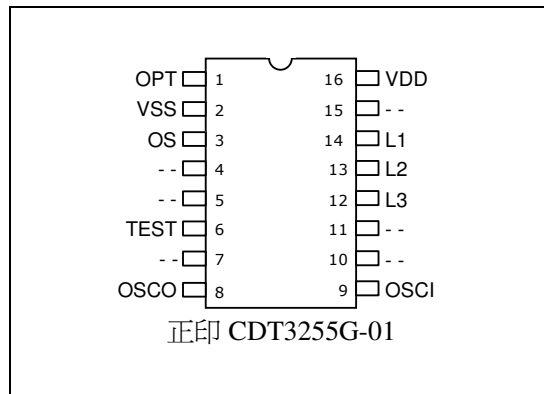 OPT 1 16 VDD
VSS 2 15 - -
OS 3 14 L1
- - 4 13 L2
- - 5 12 L3
TEST 6 11 - -
- - 7 10 - -
OSCO 8 9 OSCI
正印 CDT3255G-01